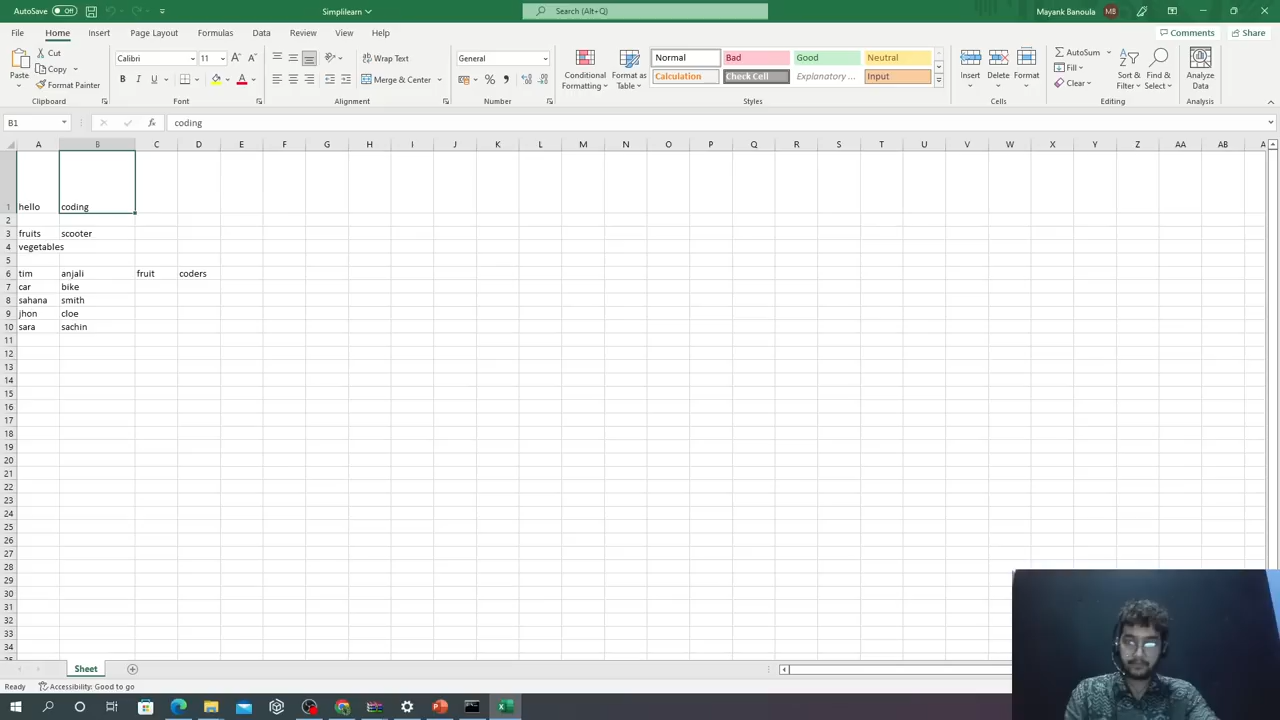 AutoSave Off Simplilearn Search (Alt+Q) Mayank Banoula MB
File Home Insert Page Layout Formulas Data Review View Help Comments Share
Paste Cut Copy Format Painter Clipboard
Calibri 11 A A B I U A Font
Wrap Text Merge & Center Alignment
General % Number
Conditional Formatting Format as Table
Normal Bad Good Neutral
Calculation Check Cell Explanatory ... Input
Styles
Insert Delete Format Cells
AutoSum Fill Clear Sort & Filter Find & Select Editing
Analyze Data Analysis
B1 fx coding
A B C D E F G H I J K L M N O P Q R S T U V W X Y Z AA AB A
1 hello coding
2
3 fruits scooter
4 vegetables
5
6 tim anjali fruit coders
7 car bike
8 sahana smith
9 jhon cloe
10 sara sachin
11
12
13
14
15
16
17
18
19
20
21
22
23
24
25
26
27
28
29
30
31
32
33
34
Sheet
Ready Accessibility: Good to go